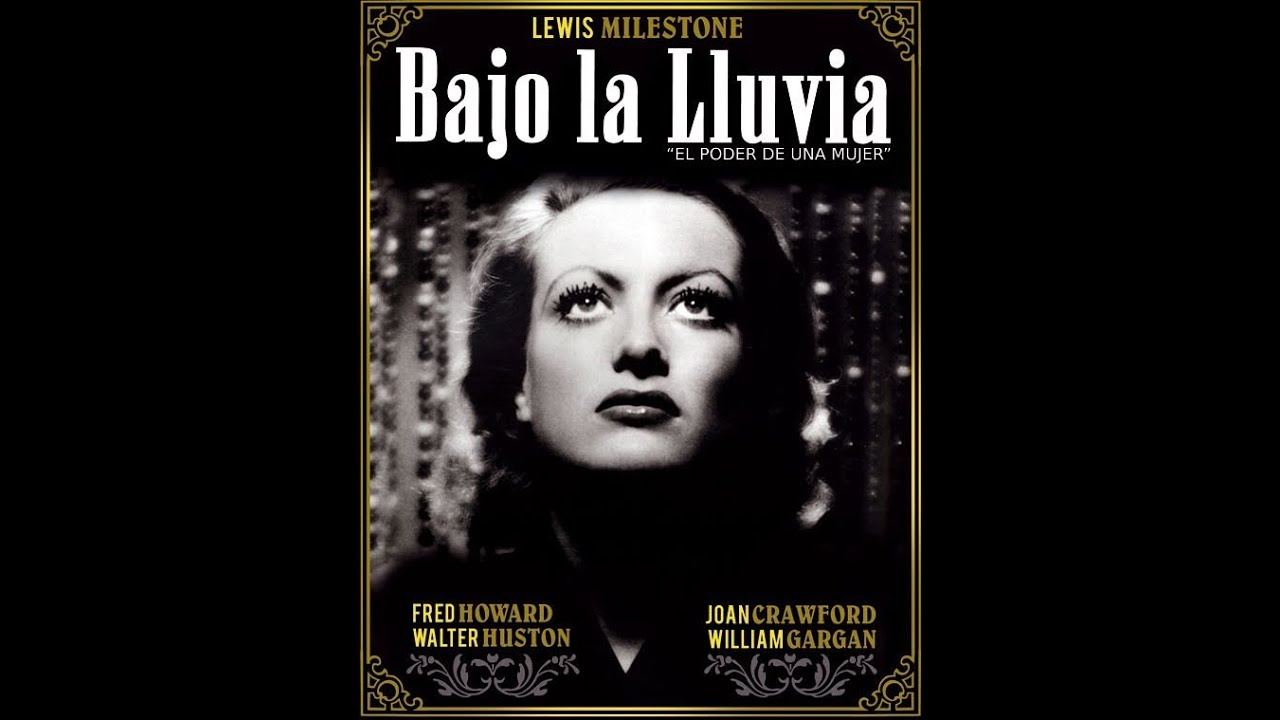 LEWIS MILESTONE
Bajo la Lluvia
“EL PODER DE UNA MUJER”
FRED HOWARD
WALTER HUSTON
JOAN CRAWFORD
WILLIAM GARGAN